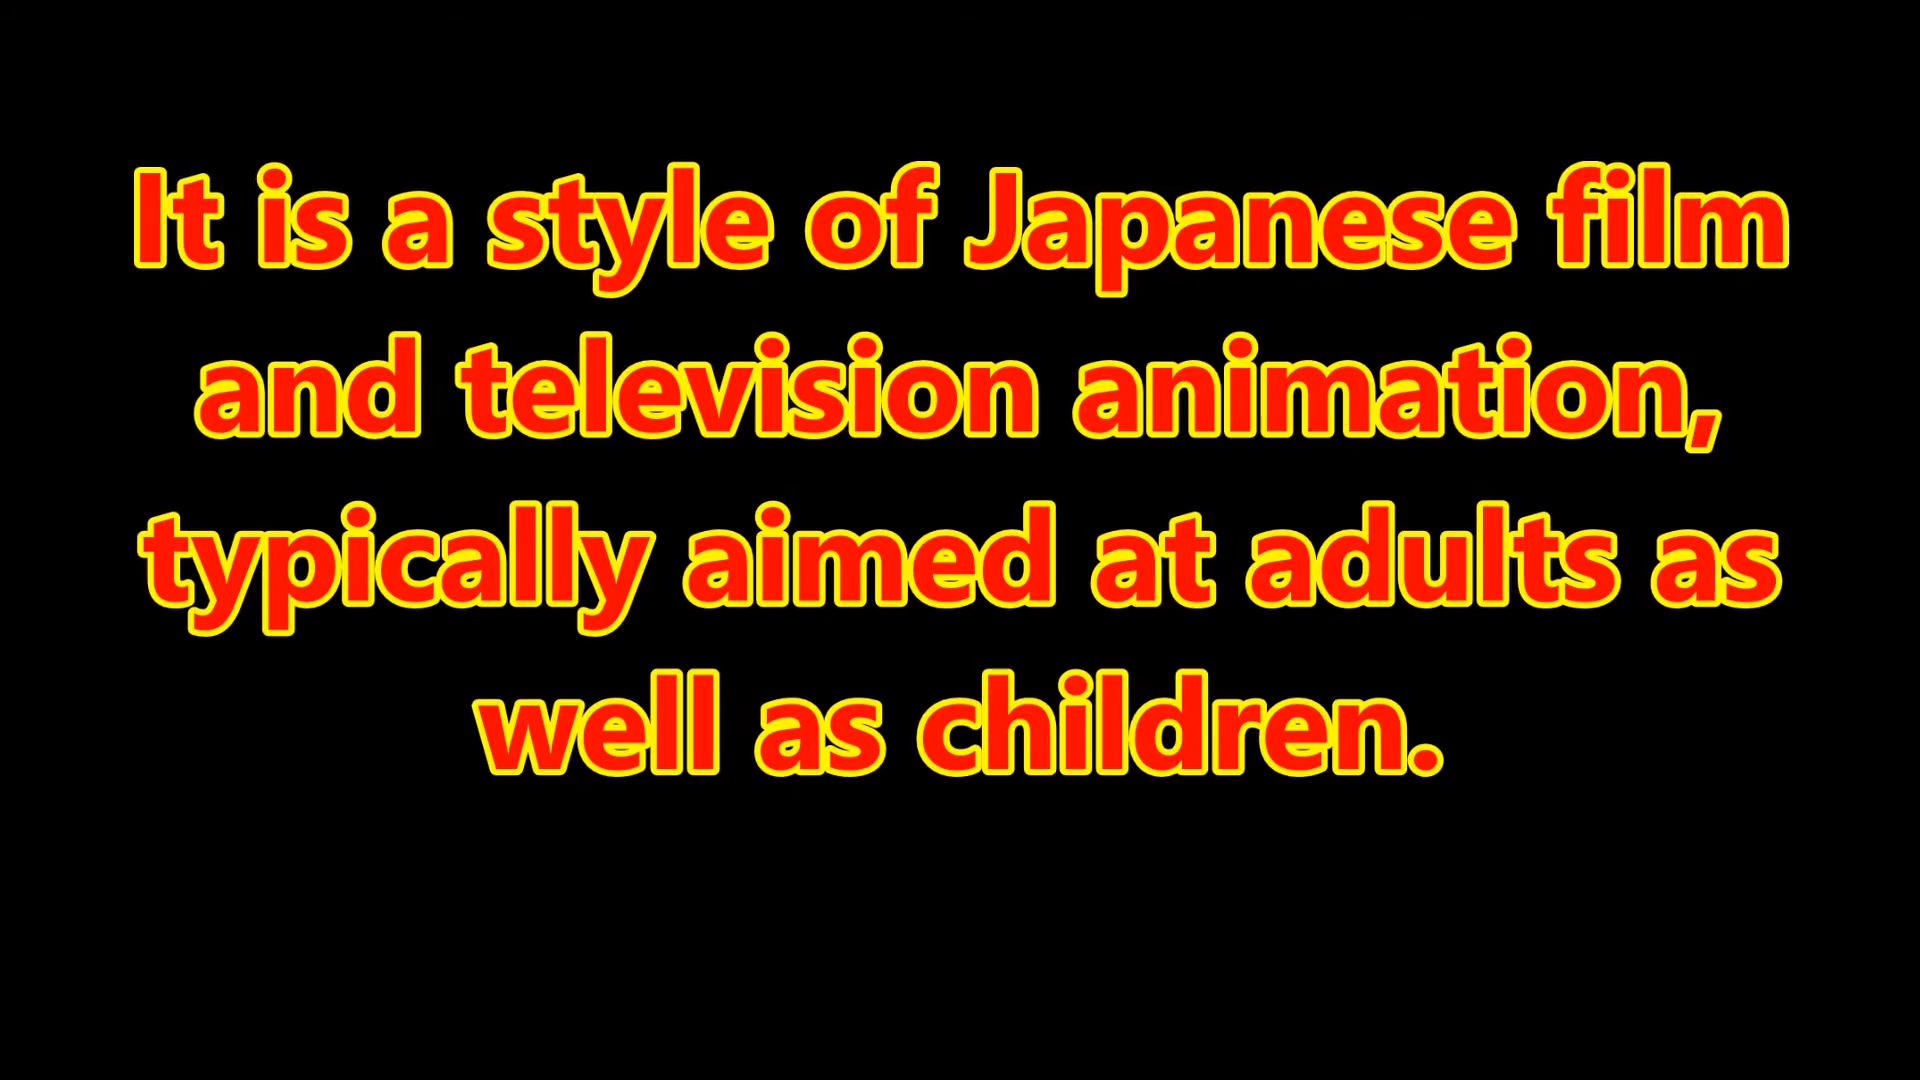 It is a style of Japanese film
and television animation,
typically aimed at adults as
well as children.